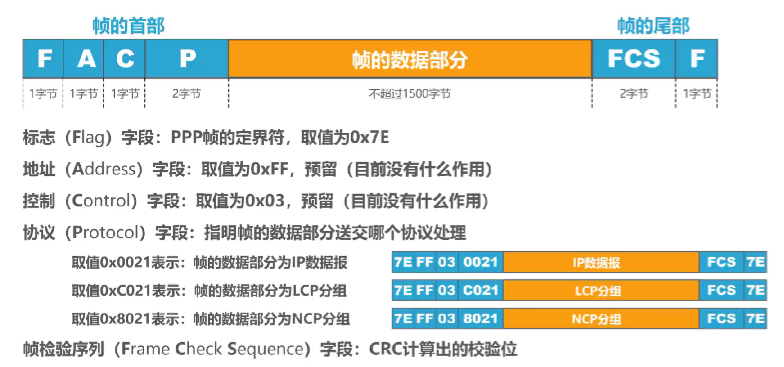 帧的首部 帧的尾部
F A C P 帧的数据部分 FCS F
1字节 1字节 1字节 2字节 不超过1500字节 2字节 1字节
标志（Flag）字段：PPP帧的定界符，取值为0x7E
地址（Address）字段：取值为0xFF，预留（目前没有什么作用）
控制（Control）字段：取值为0x03，预留（目前没有什么作用）
协议（Protocol）字段：指明帧的数据部分送交哪个协议处理
取值0x0021表示：帧的数据部分为IP数据报 7E FF 03 0021 IP数据报 FCS 7E
取值0xC021表示：帧的数据部分为LCP分组 7E FF 03 C021 LCP分组 FCS 7E
取值0x8021表示：帧的数据部分为NCP分组 7E FF 03 8021 NCP分组 FCS 7E
帧检验序列（Frame Check Sequence）字段：CRC计算出的校验位